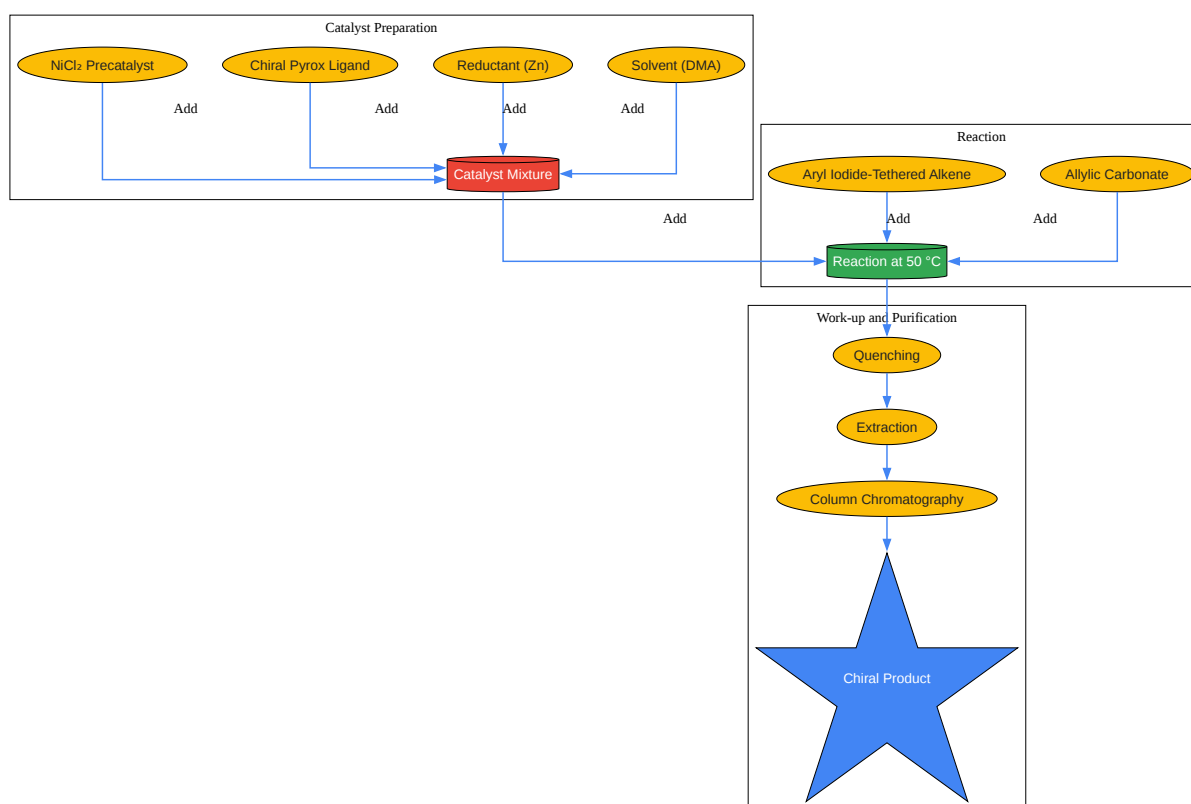 Catalyst Preparation
NiCl₂ Precatalyst
Chiral Pyrox Ligand
Reductant (Zn)
Solvent (DMA)
Add
Add
Add
Add
Catalyst Mixture
Reaction
Aryl Iodide-Tethered Alkene
Allylic Carbonate
Add
Add
Add
Reaction at 50 °C
Work-up and Purification
Quenching
Extraction
Column Chromatography
Chiral Product